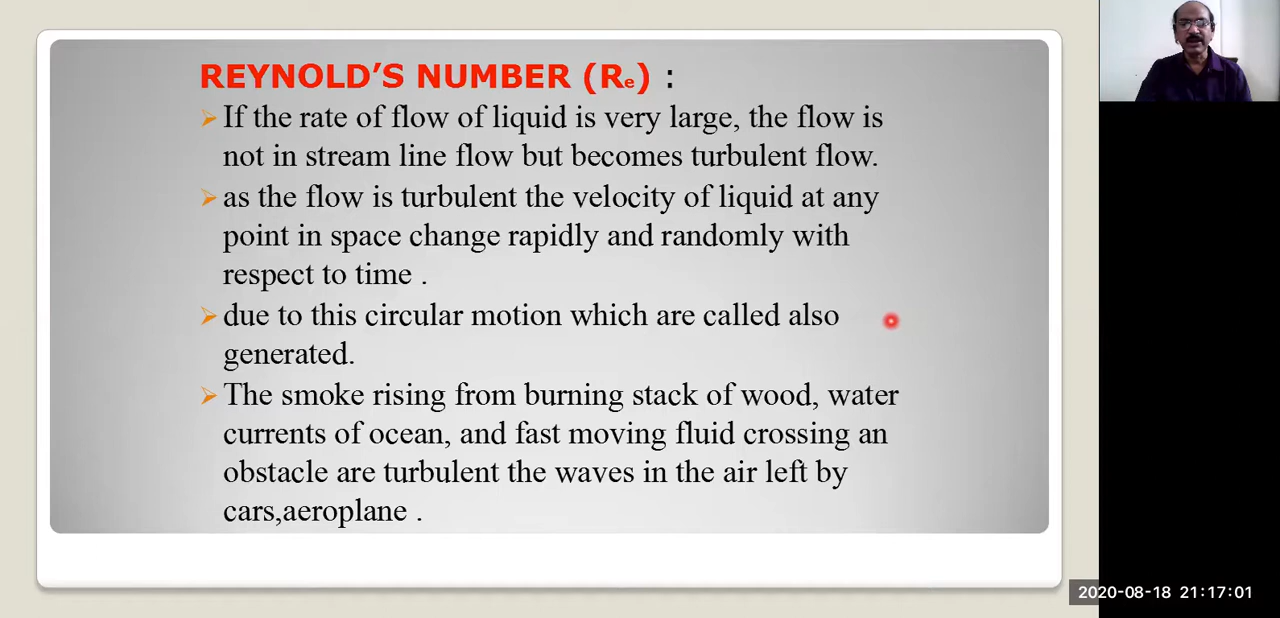 REYNOLD’S NUMBER (Re) :
If the rate of flow of liquid is very large, the flow is
not in stream line flow but becomes turbulent flow.
as the flow is turbulent the velocity of liquid at any
point in space change rapidly and randomly with
respect to time .
due to this circular motion which are called also
generated.
The smoke rising from burning stack of wood, water
currents of ocean, and fast moving fluid crossing an
obstacle are turbulent the waves in the air left by
cars,aeroplane .
2020-08-18 21:17:01